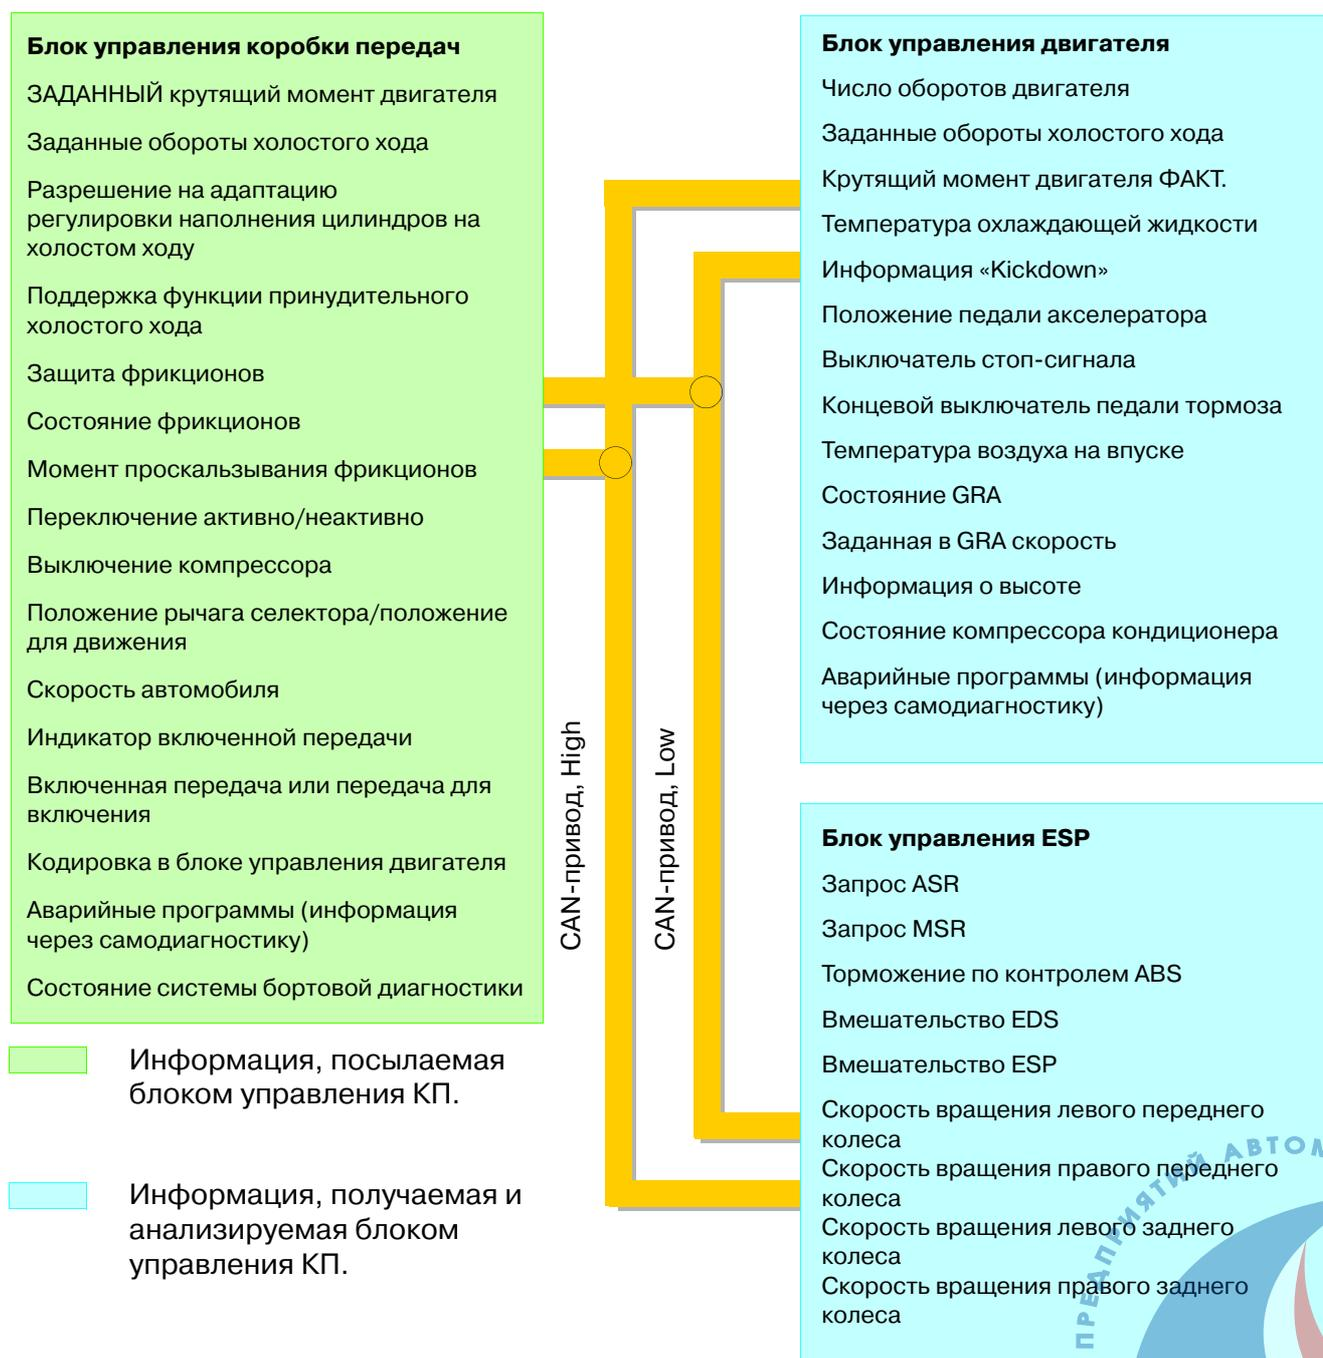 Блок управления коробки передач
ЗАДАННЫЙ крутящий момент двигателя
Заданные обороты холостого хода
Разрешение на адаптацию
регулировки наполнения цилиндров на
холостом ходу
Поддержка функции принудительного
холостого хода
Защита фрикционов
Состояние фрикционов
Момент проскальзывания фрикционов
Переключение активно/неактивно
Выключение компрессора
Положение рычага селектора/положение
для движения
Скорость автомобиля
Индикатор включенной передачи
Включенная передача или передача для
включения
Кодировка в блоке управления двигателя
Аварийные программы (информация
через самодиагностику)
Состояние системы бортовой диагностики
Информация, посылаемая
блоком управления КП.
Информация, получаемая и
анализируемая блоком
управления КП.
CAN-привод, High
CAN-привод, Low
Блок управления двигателя
Число оборотов двигателя
Заданные обороты холостого хода
Крутящий момент двигателя ФАКТ.
Температура охлаждающей жидкости
Информация «Kickdown»
Положение педали акселератора
Выключатель стоп-сигнала
Концевой выключатель педали тормоза
Температура воздуха на впуске
Состояние GRA
Заданная в GRA скорость
Информация о высоте
Состояние компрессора кондиционера
Аварийные программы (информация
через самодиагностику)
Блок управления ESP
Запрос ASR
Запрос MSR
Торможение по контролем ABS
Вмешательство EDS
Вмешательство ESP
Скорость вращения левого переднего
колеса
Скорость вращения правого переднего
колеса
Скорость вращения левого заднего
колеса
Скорость вращения правого заднего
колеса
ПРЕДПРИЯТИЙ